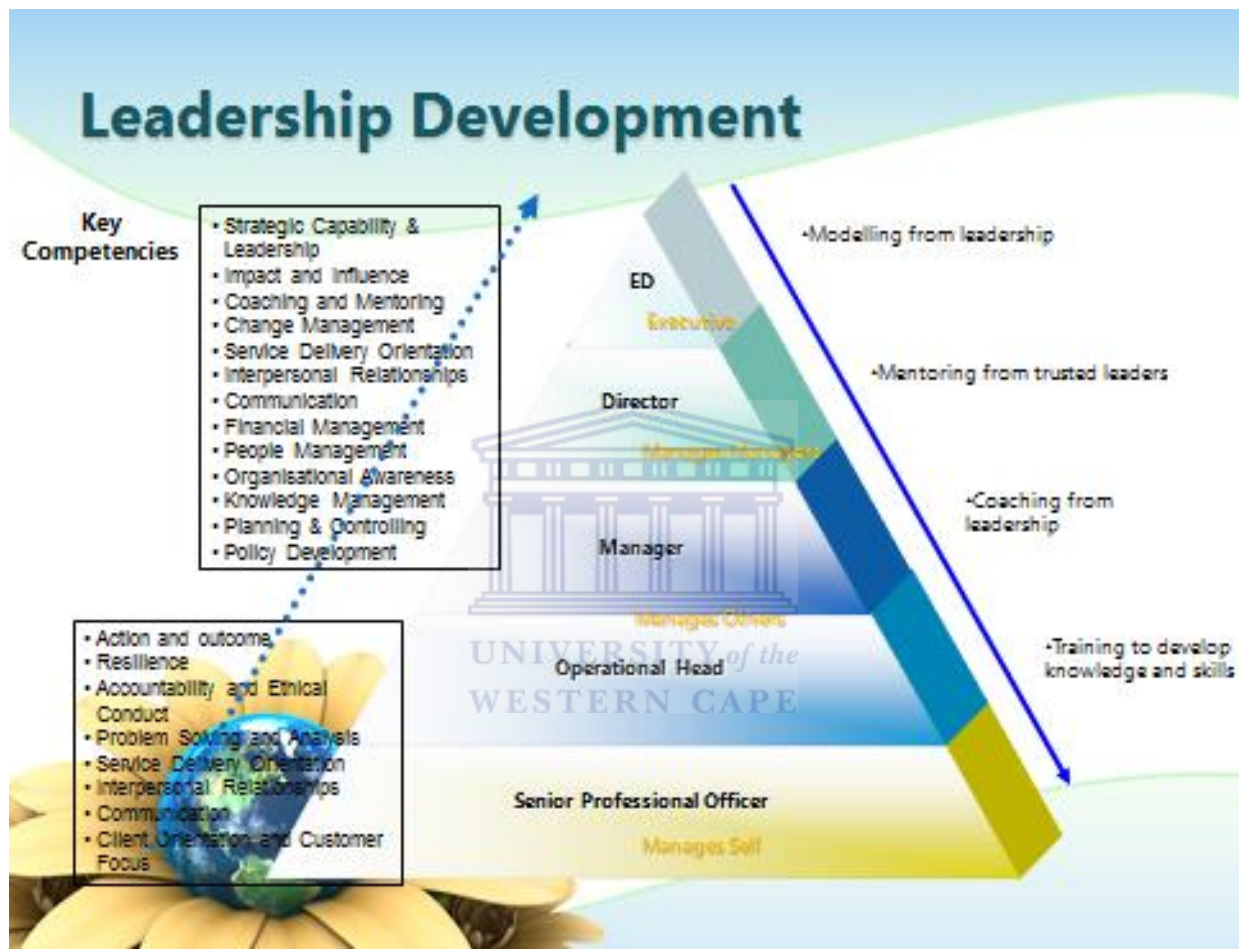 Leadership Development
Key
Competencies
• Strategic Capability &
Leadership
• Impact and Influence
• Coaching and Mentoring
• Change Management
• Service Delivery Orientation
• Interpersonal Relationships
• Communication
• Financial Management
• People Management
• Organisational Awareness
• Knowledge Management
• Planning & Controlling
• Policy Development
• Action and outcome
• Resilience
• Accountability and Ethical
Conduct
• Problem Solving and Analysis
• Service Delivery Orientation
• Interpersonal Relationships
• Communication
• Client Orientation and Customer
Focus
ED
Executive
Director
Manages Managers
Manager
Manages Others
Operational Head
Senior Professional Officer
Manages Self
•Modelling from leadership
•Mentoring from trusted leaders
•Coaching from
leadership
•Training to develop
knowledge and skills
UNIVERSITY of the
WESTERN CAPE